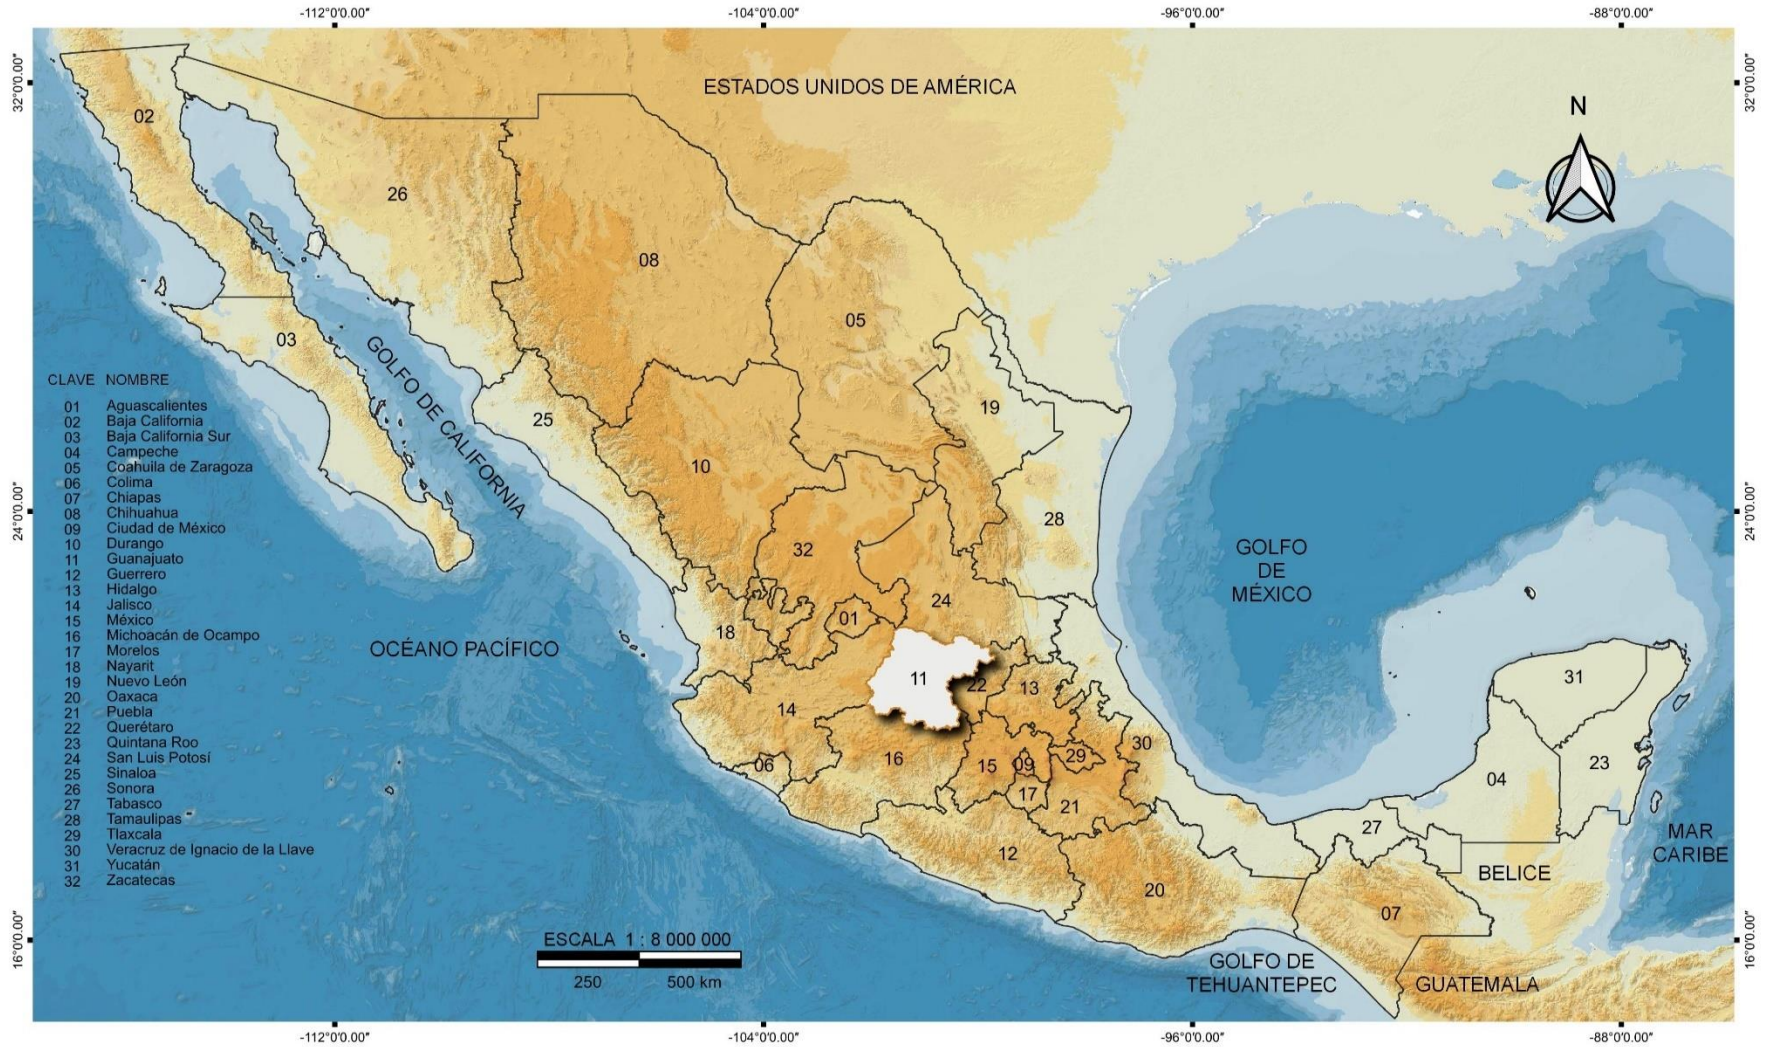 -112°0'0.00"
-104°0'0.00"
-96°0'0.00"
-88°0'0.00"
32°0'0.00"
32°0'0.00"
ESTADOS UNIDOS DE AMÉRICA
N
02
26
08
05
03
GOLFO DE CALIFORNIA
25
19
10
28
24°0'0.00"
24°0'0.00"
32
GOLFO
DE
MÉXICO
24
01
18
OCÉANO PACÍFICO
11
22
13
31
14
30
16
06
15
09
29
23
04
17
21
27
MAR
CARIBE
12
BELICE
20
07
CLAVE NOMBRE
01 Aguascalientes
02 Baja California
03 Baja California Sur
04 Campeche
05 Coahuila de Zaragoza
06 Colima
07 Chiapas
08 Chihuahua
09 Ciudad de México
10 Durango
11 Guanajuato
12 Guerrero
13 Hidalgo
14 Jalisco
15 México
16 Michoacán de Ocampo
17 Morelos
18 Nayarit
19 Nuevo León
20 Oaxaca
21 Puebla
22 Querétaro
23 Quintana Roo
24 San Luis Potosí
25 Sinaloa
26 Sonora
27 Tabasco
28 Tamaulipas
29 Tlaxcala
30 Veracruz de Ignacio de la Llave
31 Yucatán
32 Zacatecas
16°0'0.00"
16°0'0.00"
ESCALA 1 : 8 000 000
250 500 km
GOLFO DE
TEHUANTEPEC
GUATEMALA
-112°0'0.00"
-104°0'0.00"
-96°0'0.00"
-88°0'0.00"